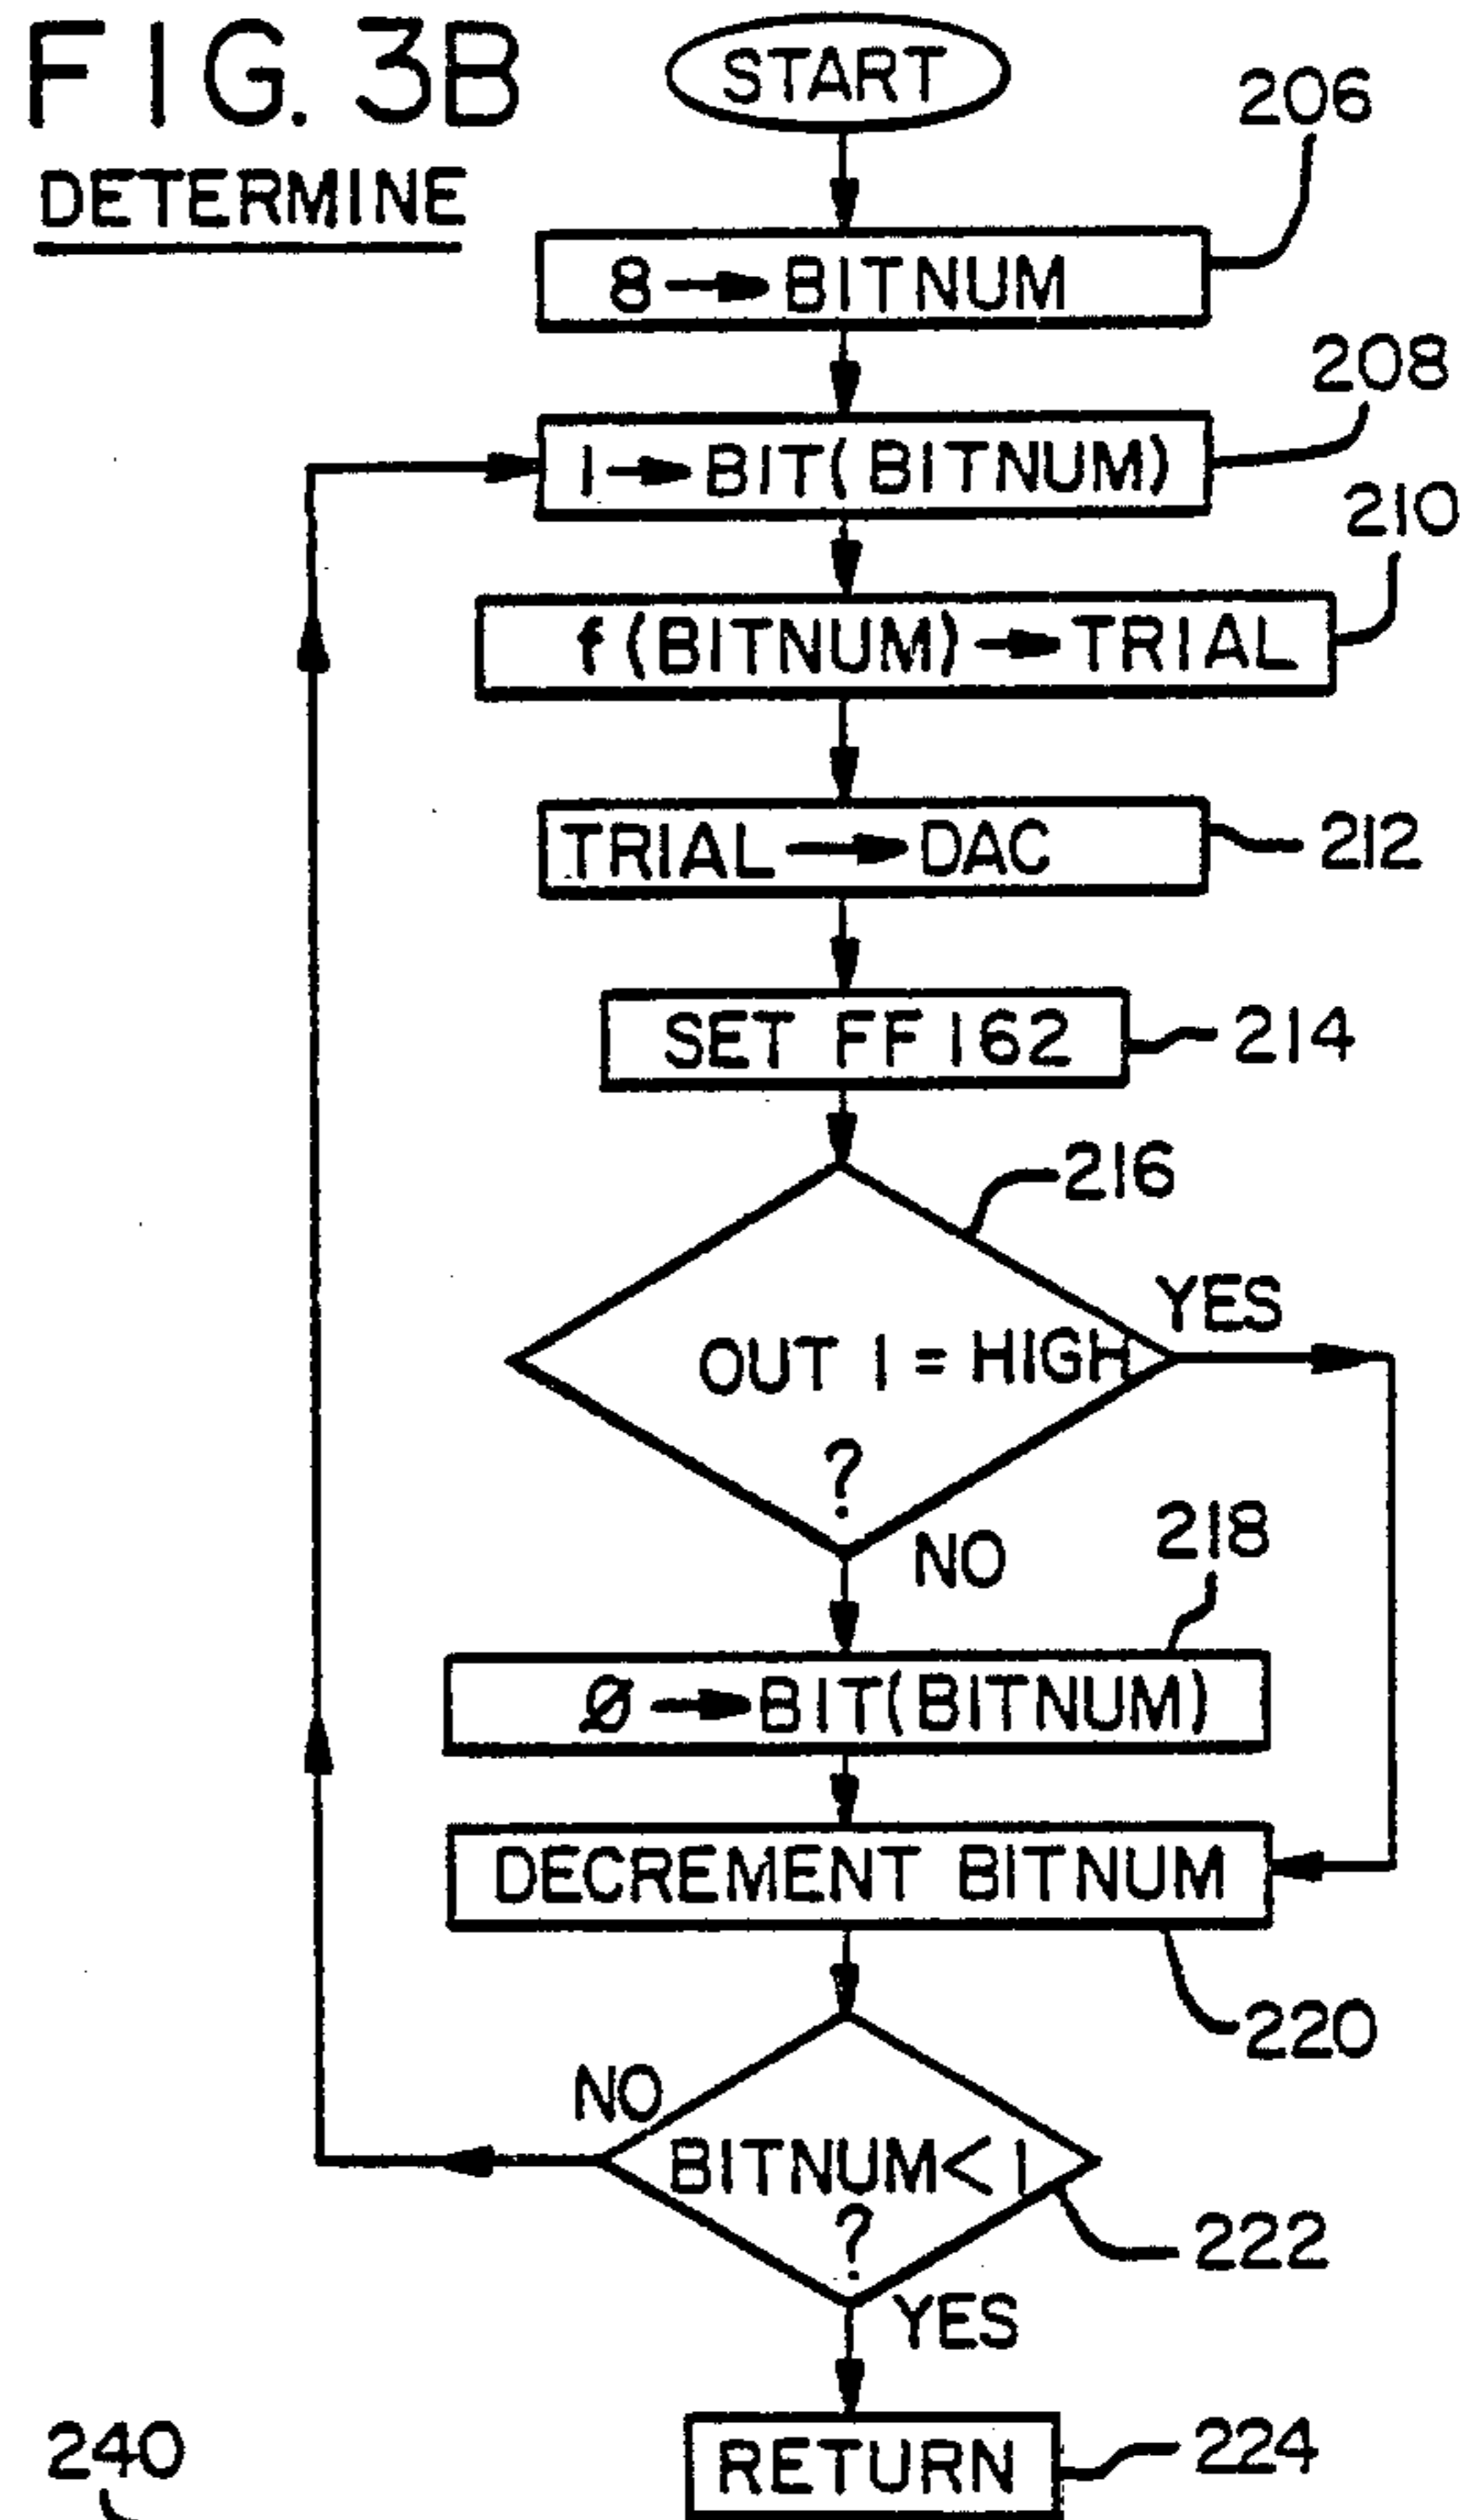 FIG. 3B
DETERMINE
START
206
8→BITNUM
208
1→BIT(BITNUM)
210
f(BITNUM)→TRIAL
TRIAL→DAC
212
SET FF162
214
216
OUT 1=HIGH
?
YES
NO
218
Ø→BIT(BITNUM)
DECREMENT BITNUM
220
NO
BITNUM<1
?
222
YES
RETURN
224
240